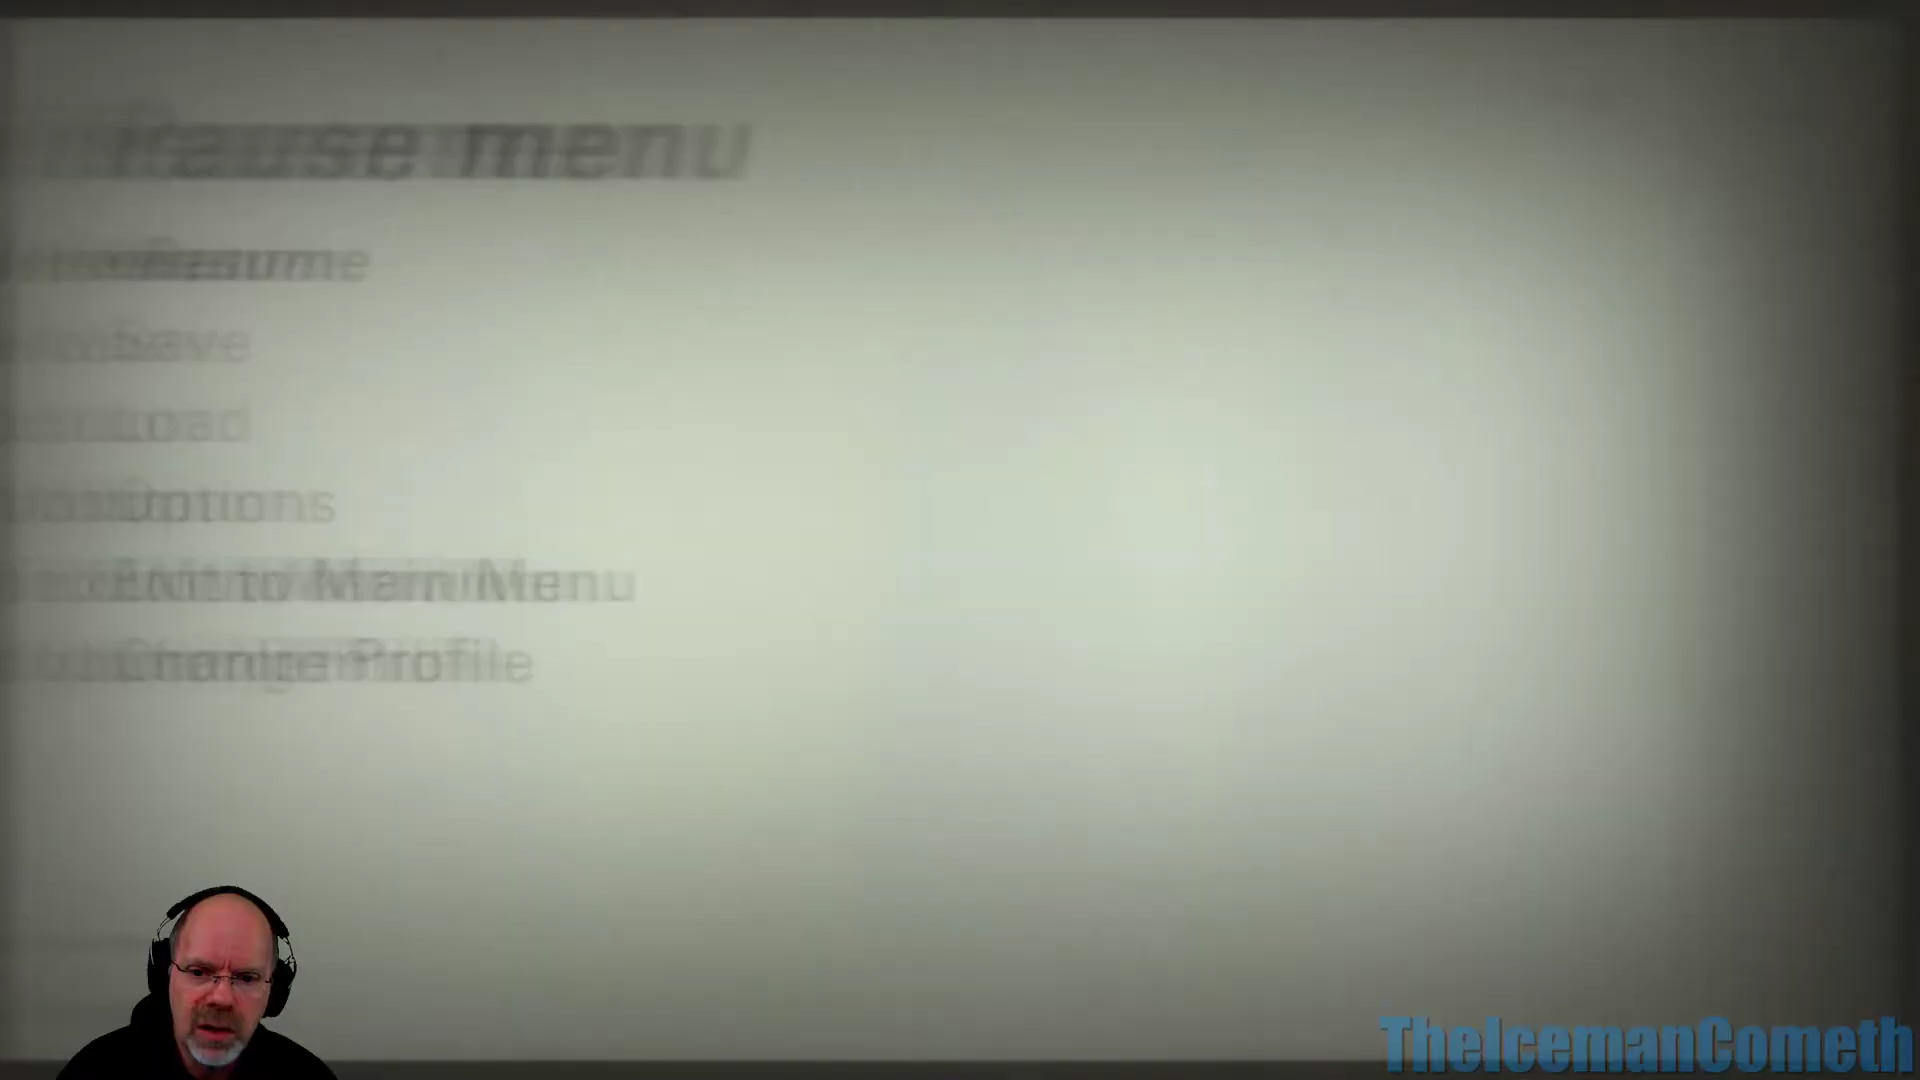 Pause menu
Resume
Save
Load
Options
Exit to Main Menu
Change Profile
TheIcemanCometh